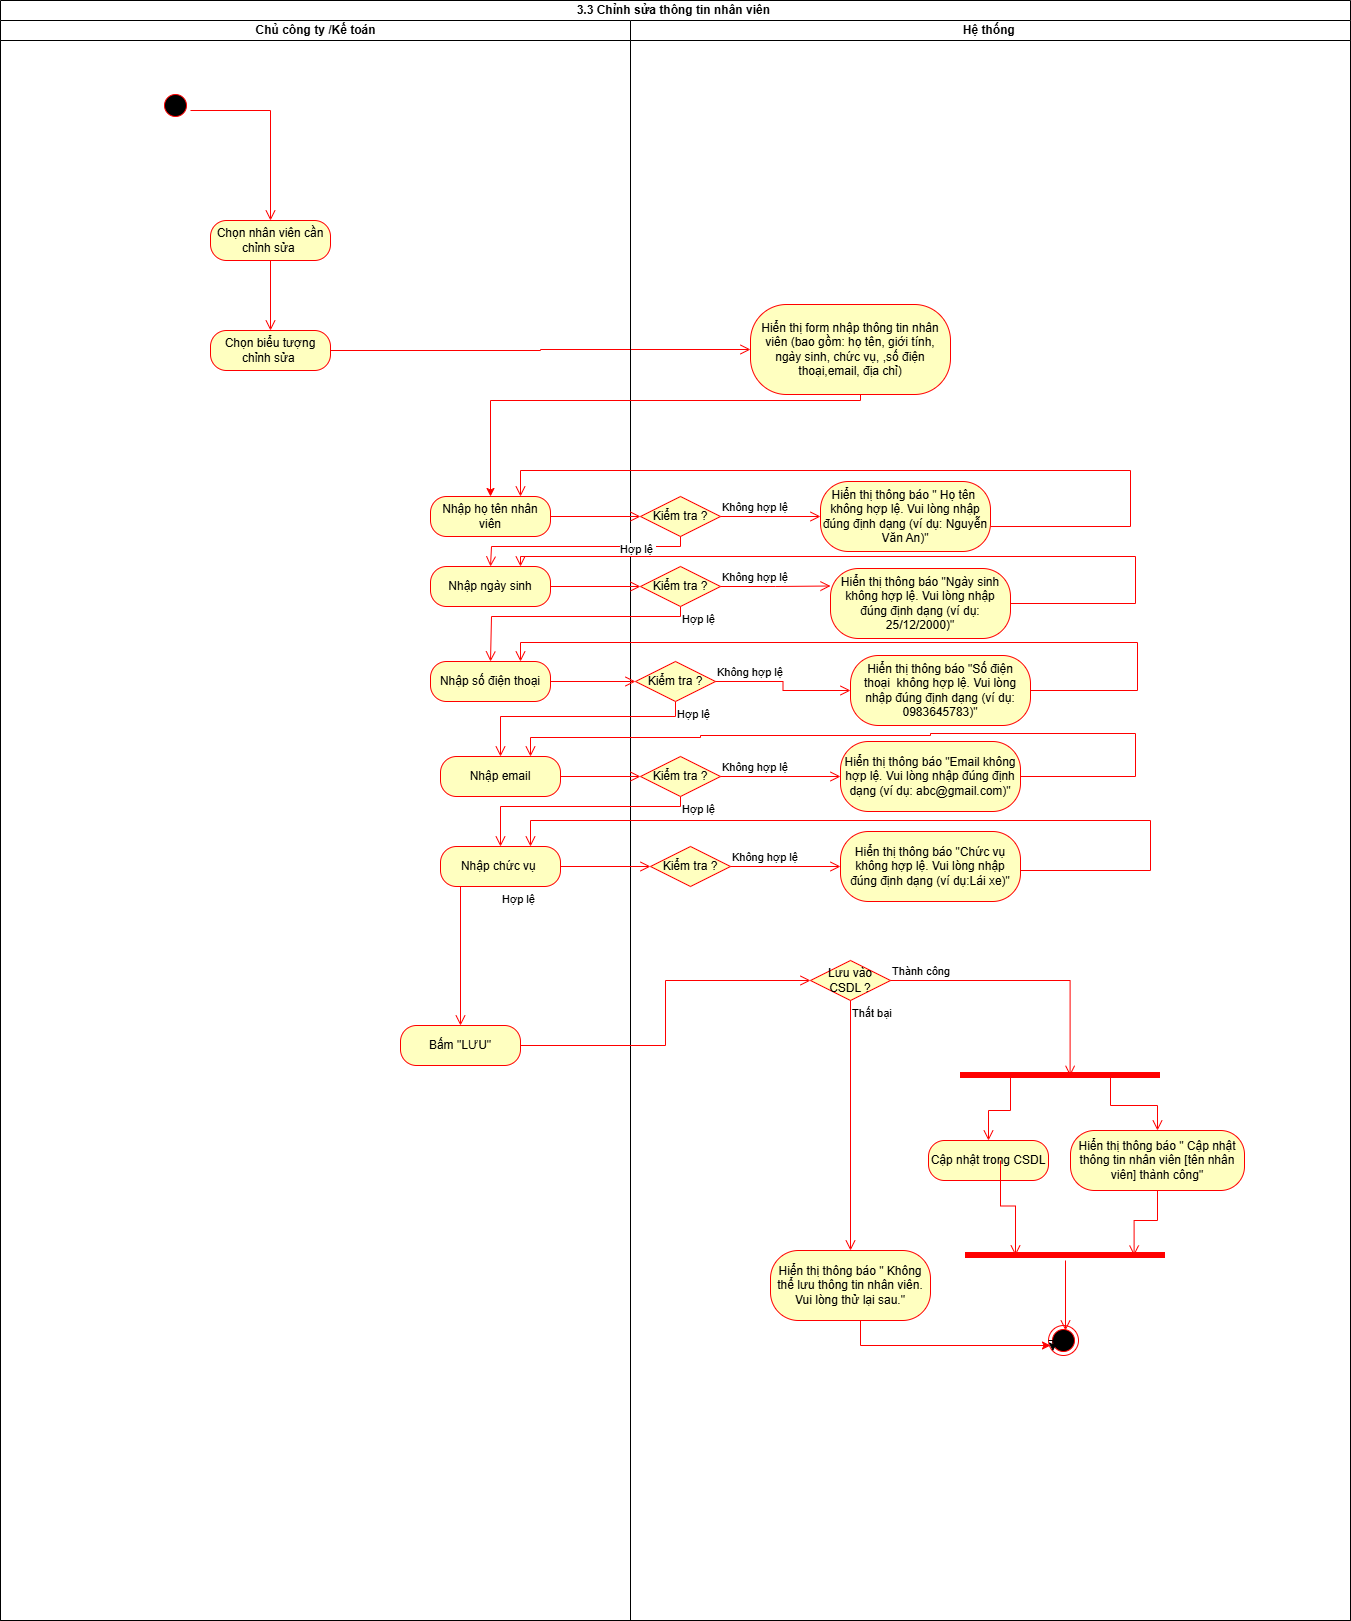 3.3 Chỉnh sửa thông tin nhân viên
Chủ công ty /Kế toán
Hệ thống
Chọn nhân viên cần
chỉnh sửa
Chọn biểu tượng
chỉnh sửa
Hiển thị form nhập thông tin nhân
viên (bao gồm: họ tên, giới tính,
ngày sinh, chức vụ, ,số điện
thoại,email, địa chỉ)
Nhập họ tên nhân
viên
Kiểm tra ?
Không hợp lệ
Hiển thị thông báo " Họ tên
không hợp lệ. Vui lòng nhập
đúng định dạng (ví dụ: Nguyễn
Văn An)"
Hợp lệ
Nhập ngày sinh
Kiểm tra ?
Không hợp lệ
Hiển thị thông báo "Ngày sinh
không hợp lệ. Vui lòng nhập
đúng định dạng (ví dụ:
25/12/2000)"
Hợp lệ
Nhập số điện thoại
Kiểm tra ?
Không hợp lệ
Hiển thị thông báo "Số điện
thoại  không hợp lệ. Vui lòng
nhập đúng định dạng (ví dụ:
0983645783)"
Hợp lệ
Nhập email
Kiểm tra ?
Không hợp lệ
Hiển thị thông báo "Email không
hợp lệ. Vui lòng nhập đúng định
dạng (ví dụ: abc@gmail.com)"
Hợp lệ
Nhập chức vụ
Kiểm tra ?
Không hợp lệ
Hiển thị thông báo "Chức vụ
không hợp lệ. Vui lòng nhập
đúng định dạng (ví dụ:Lái xe)"
Hợp lệ
Bấm "LƯU"
Lưu vào
CSDL ?
Thành công
Thất bại
Cập nhật trong CSDL
Hiển thị thông báo " Cập nhật
thông tin nhân viên [tên nhân
viên] thành công"
Hiển thị thông báo " Không
thể lưu thông tin nhân viên.
Vui lòng thử lại sau."